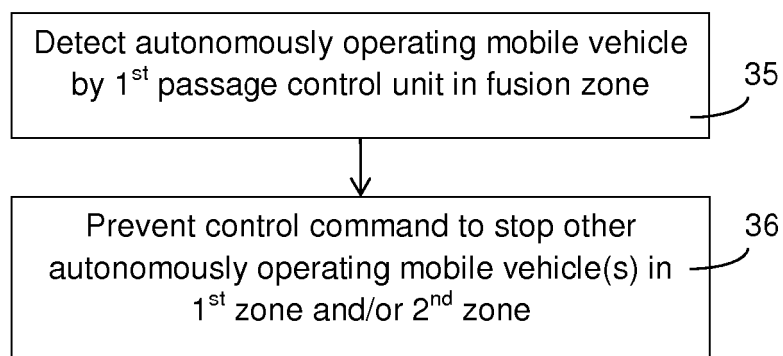 Detect autonomously operating mobile vehicle
by 1st passage control unit in fusion zone
35
Prevent control command to stop other
autonomously operating mobile vehicle(s) in
1st zone and/or 2nd zone
36